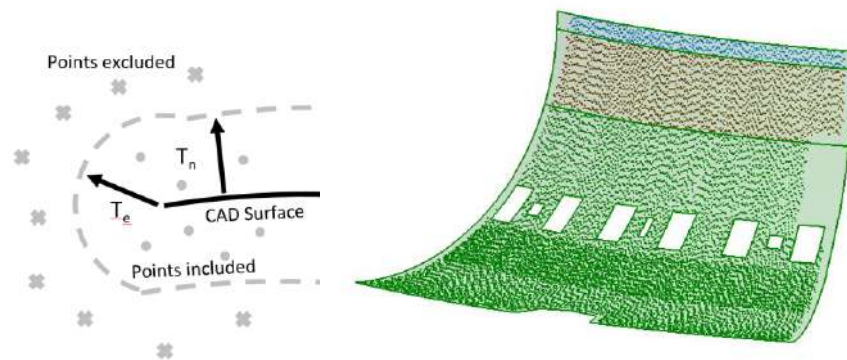 Points excluded
Tn
Te
CAD Surface
Points included